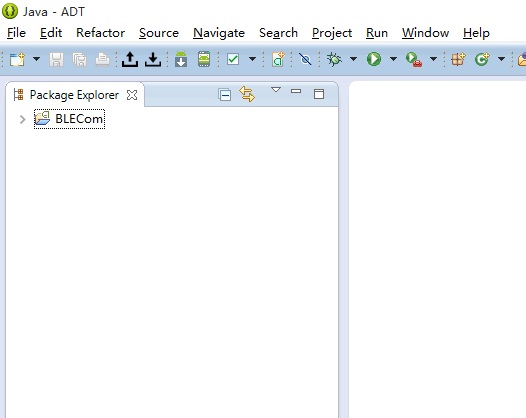 Java - ADT
File Edit Refactor Source Navigate Search Project Run Window Help
Package Explorer
BLECom